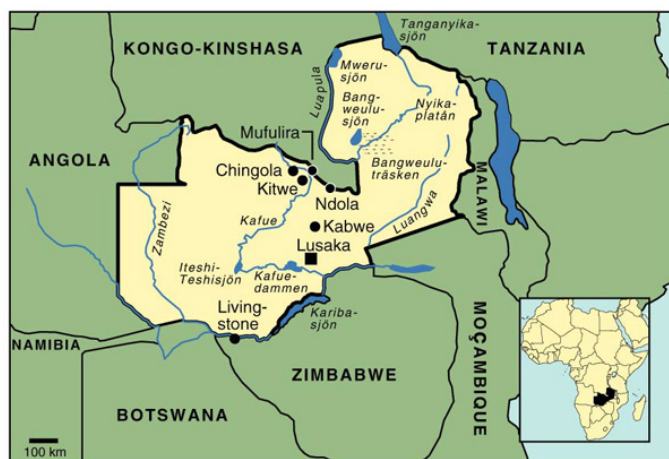 Tanganyika-
sjön
KONGO-KINSHASA
TANZANIA
Mweru-
sjön
Luapula
Bang-
weulu-
sjön
Nyika-
platån
Mufulira
ANGOLA
Chingola
Kitwe
Bangweulu-
träsken
MALAWI
Ndola
Zambezi
Kafue
Kabwe
Luangwa
Lusaka
Iteshi-
Teshisjön
Kafue-
dammen
Living-
stone
Kariba-
sjön
MOÇAMBIQUE
NAMIBIA
ZIMBABWE
BOTSWANA
100 km